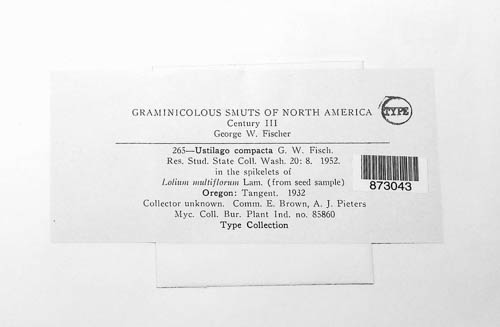 GRAMINICOLOUS SMUTS OF NORTH AMERICA
Century III
George W. Fischer
TYPE
265—Ustilago compacta G. W. Fisch.
Res. Stud. State Coll. Wash. 20: 8. 1952.
in the spikelets of
Lolium multiflorum Lam. (from seed sample)
Oregon: Tangent. 1932
Collector unknown. Comm. E. Brown, A. J. Pieters
Myc. Coll. Bur. Plant Ind. no. 85860
Type Collection
873043